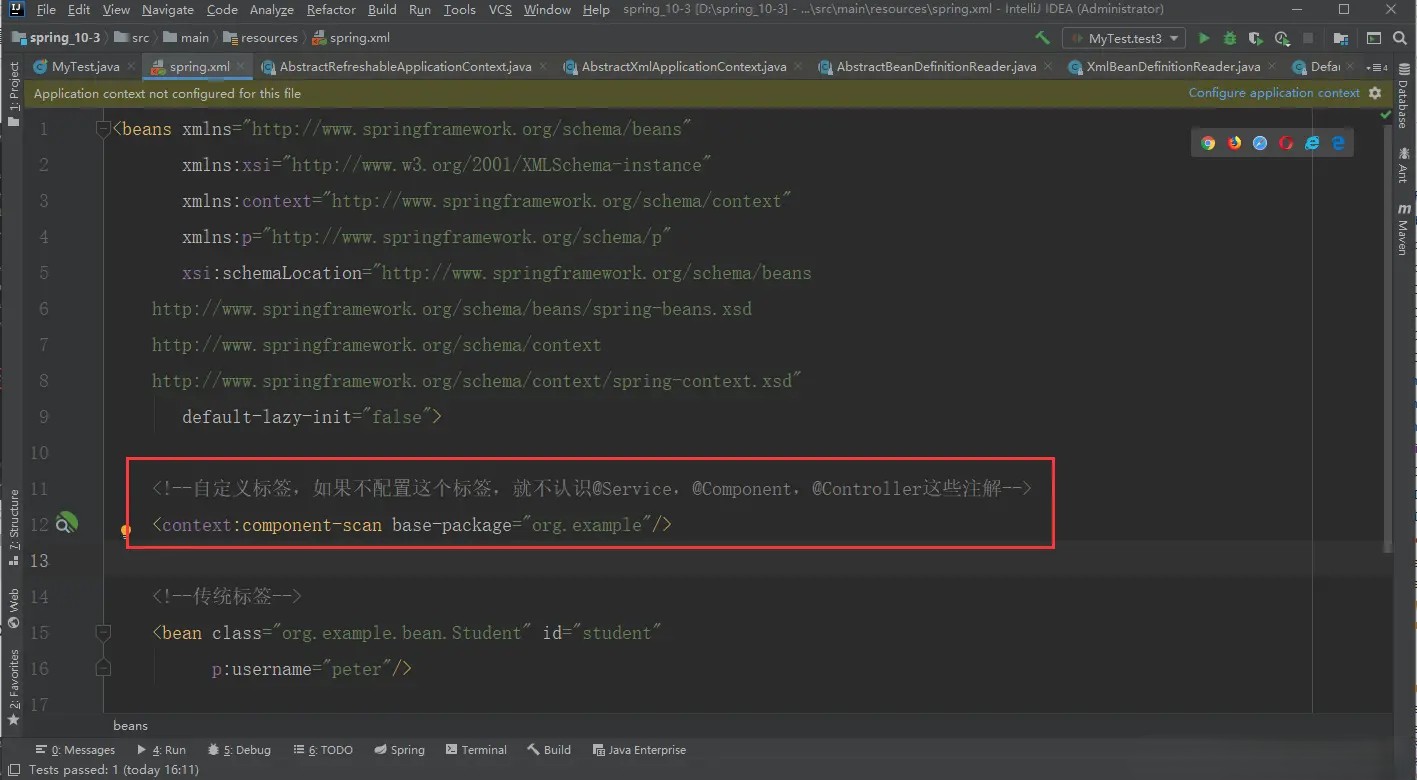 File Edit View Navigate Code Analyze Refactor Build Run Tools VCS Window Help spring_10-3 [D:\spring_10-3] - ...\src\main\resources\spring.xml - IntelliJ IDEA (Administrator)
spring_10-3 src main resources spring.xml MyTest.test3
MyTest.java spring.xml AbstractRefreshableApplicationContext.java AbstractXmlApplicationContext.java AbstractBeanDefinitionReader.java XmlBeanDefinitionReader.java Defau
Application context not configured for this file Configure application context
1 <beans xmlns="http://www.springframework.org/schema/beans"
2 xmlns:xsi="http://www.w3.org/2001/XMLSchema-instance"
3 xmlns:context="http://www.springframework.org/schema/context"
4 xmlns:p="http://www.springframework.org/schema/p"
5 xsi:schemaLocation="http://www.springframework.org/schema/beans
6 http://www.springframework.org/schema/beans/spring-beans.xsd
7 http://www.springframework.org/schema/context
8 http://www.springframework.org/schema/context/spring-context.xsd"
9 default-lazy-init="false">
10
11 <!--自定义标签，如果不配置这个标签，就不认识@Service，@Component，@Controller这些注解-->
12 <context:component-scan base-package="org.example"/>
13
14 <!--传统标签-->
15 <bean class="org.example.bean.Student" id="student"
16 p:username="peter"/>
17
beans
1: Project
7: Structure
Web
2: Favorites
Database
Ant
Maven
0: Messages 4: Run 5: Debug 6: TODO Spring Terminal Build Java Enterprise
Tests passed: 1 (today 16:11)